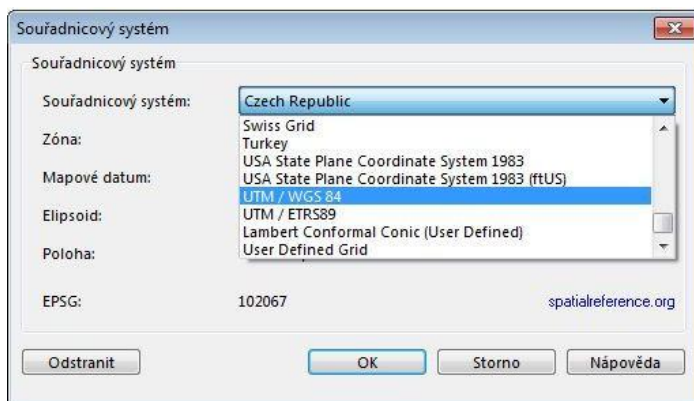 Souřadnicový systém
Souřadnicový systém
Souřadnicový systém:
Czech Republic
Swiss Grid
Zóna:
Turkey
USA State Plane Coordinate System 1983
Mapové datum:
USA State Plane Coordinate System 1983 (ftUS)
UTM / WGS 84
Elipsoid:
UTM / ETRS89
Lambert Conformal Conic (User Defined)
Poloha:
User Defined Grid
EPSG:
102067
spatialreference.org
Odstranit
OK
Storno
Nápověda